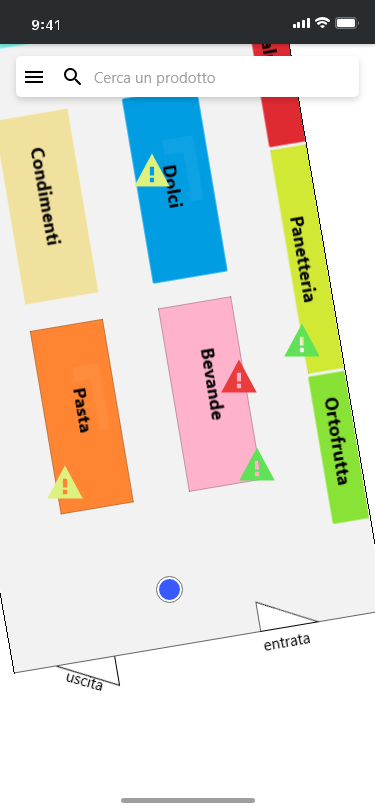 9:41
Cerca un prodotto
Condimenti
Dolci
Panetteria
Pasta
Bevande
Ortofrutta
entrata
uscita